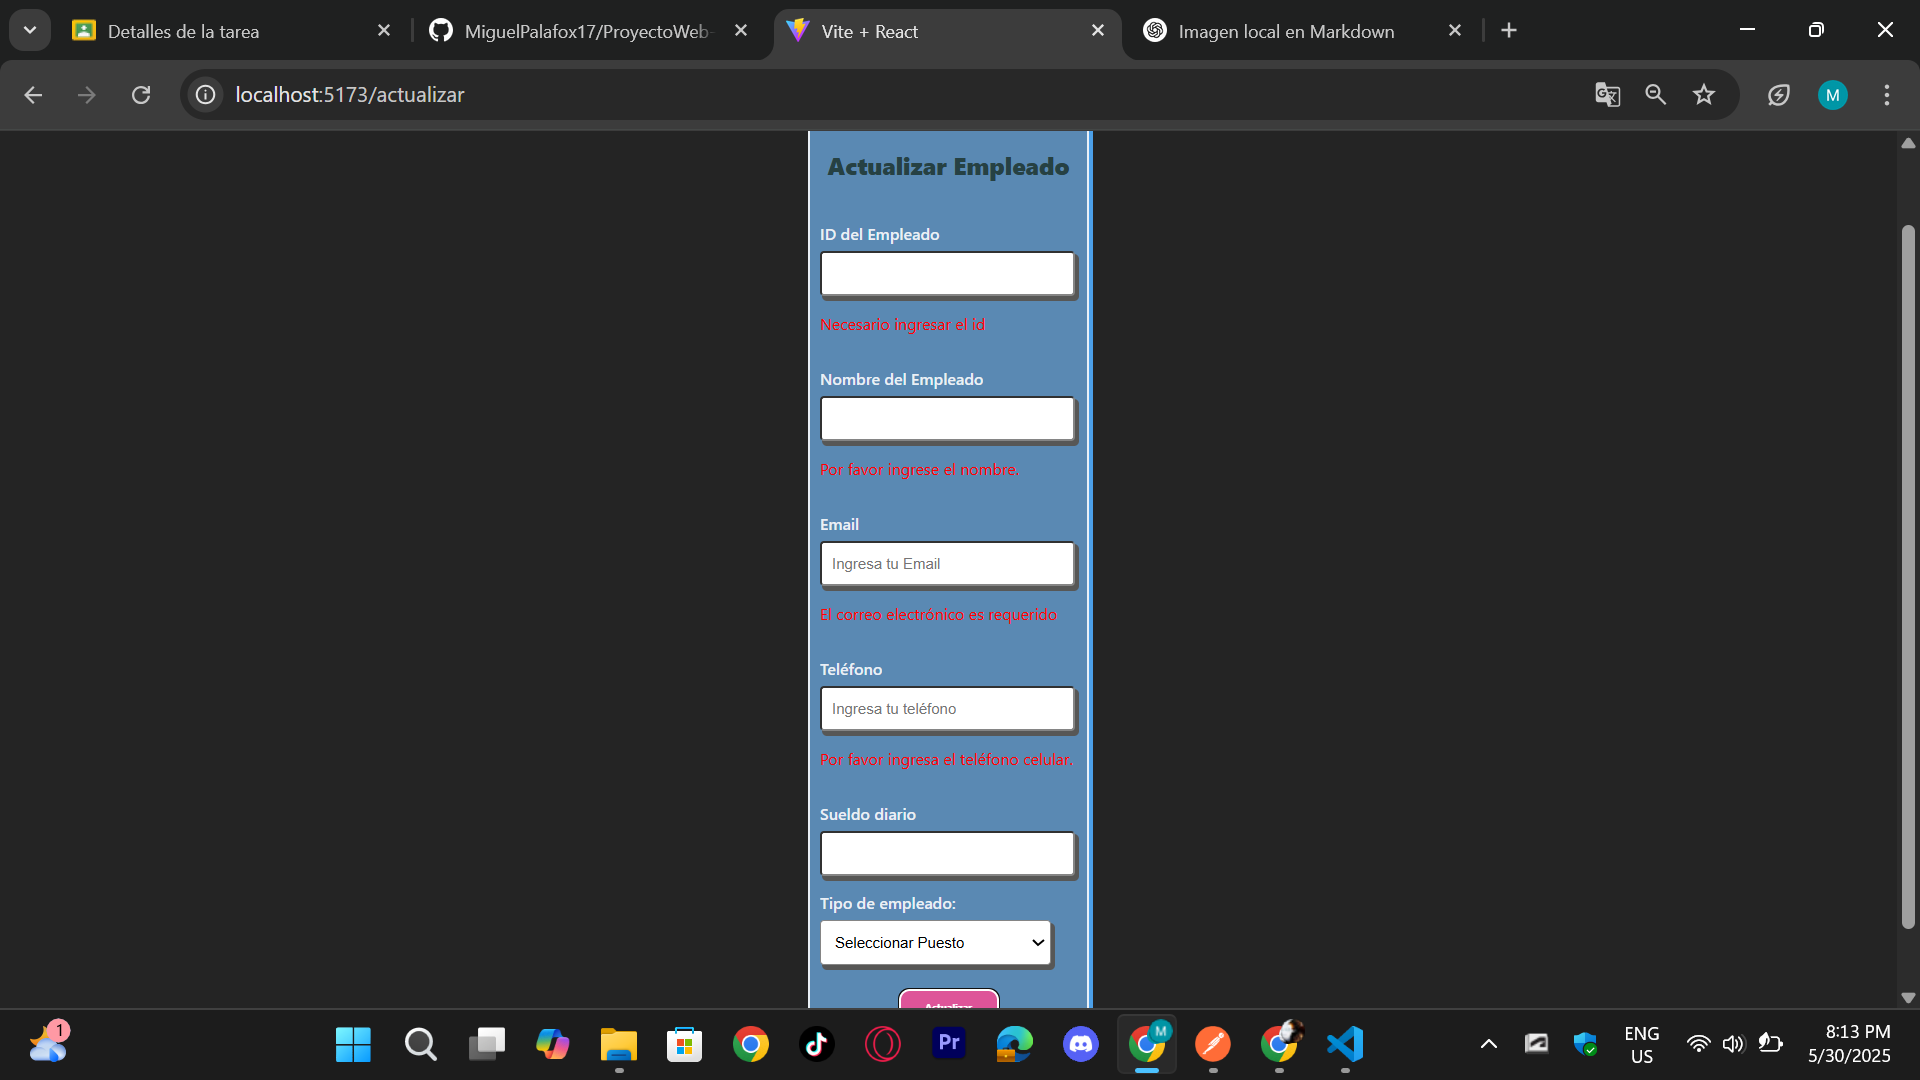 Detalles de la tarea
MiguelPalafox17/ProyectoWeb-
Vite + React
Imagen local en Markdown
localhost:5173/actualizar
M
Actualizar Empleado
ID del Empleado
Necesario ingresar el id
Nombre del Empleado
Por favor ingrese el nombre.
Email
Ingresa tu Email
El correo electrónico es requerido
Teléfono
Ingresa tu teléfono
Por favor ingresa el teléfono celular.
Sueldo diario
Tipo de empleado:
Seleccionar Puesto
Actualizar
1
Pr
M
ENG
US
8:13 PM
5/30/2025